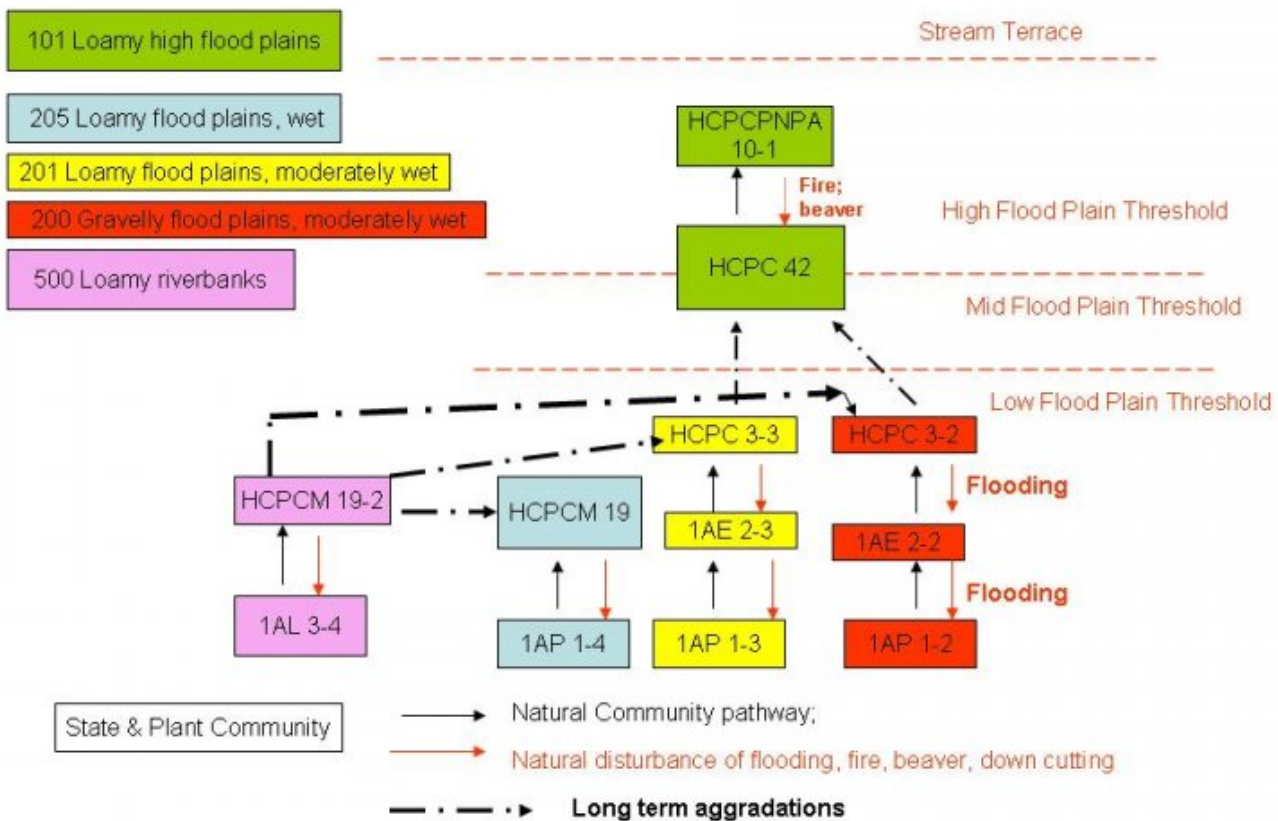 101 Loamy high flood plains
Stream Terrace
205 Loamy flood plains, wet
HCPCPNPA
10-1
201 Loamy flood plains, moderately wet
Fire;
beaver
200 Gravelly flood plains, moderately wet
High Flood Plain Threshold
500 Loamy riverbanks
HCPC 42
Mid Flood Plain Threshold
Low Flood Plain Threshold
HCPC 3-3
HCPC 3-2
HCPCM 19-2
HCPCM 19
Flooding
1AE 2-3
1AE 2-2
Flooding
1AL 3-4
1AP 1-4
1AP 1-3
1AP 1-2
State & Plant Community
Natural Community pathway;
Natural disturbance of flooding, fire, beaver, down cutting
Long term aggradations